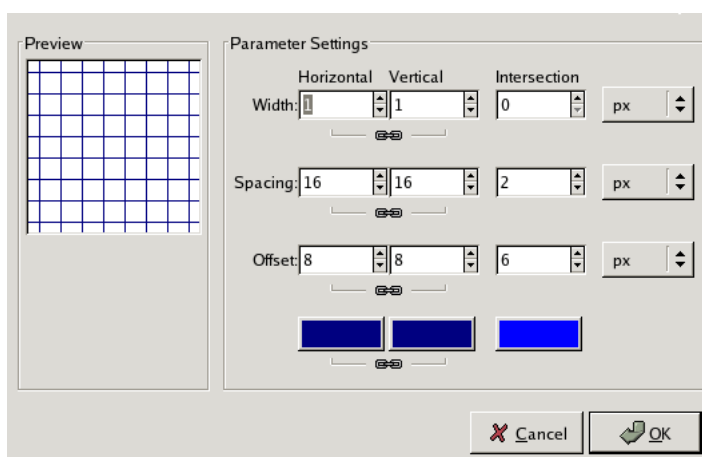 Preview
Parameter Settings
Horizontal Vertical Intersection
Width: 1 1 0 px
Spacing: 16 16 2 px
Offset: 8 8 6 px
Cancel OK